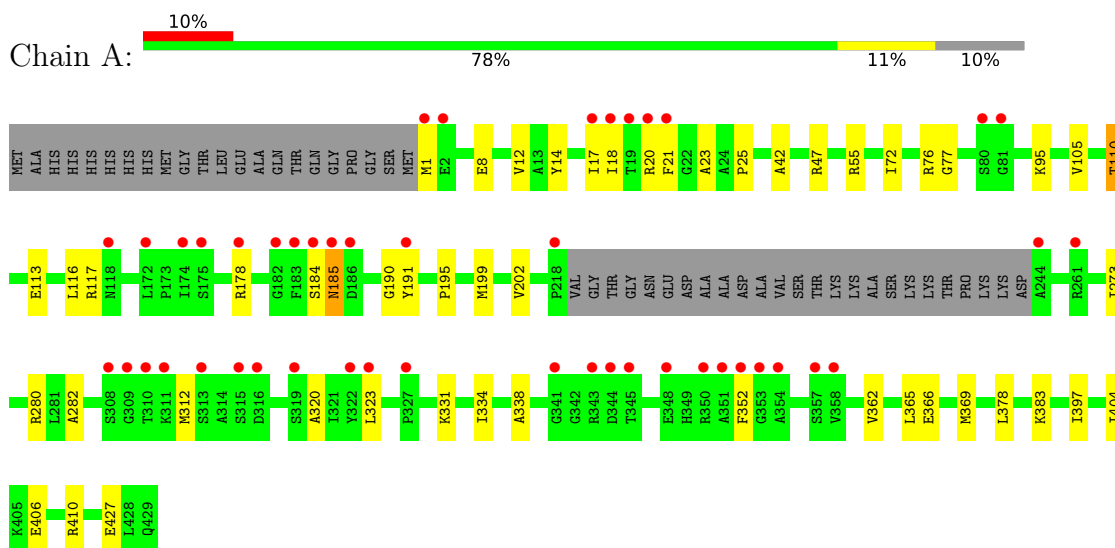 10%
Chain A:
78% 11% 10%
MET ALA HIS HIS HIS HIS HIS HIS MET GLY THR LEU GLU ALA GLN THR GLN GLY PRO GLY SER MET M1 E2 E8 V12 A13 Y14 I17 I18 T19 R20 F21 G22 A23 A24 P25 A42 R47 R55 I72 R76 G77 S80 G81 K95 V105 T110
E113 L116 R117 N118 L172 P173 I174 S175 R178 G182 F183 S184 N185 D186 G190 Y191 P195 M199 V202 P218 VAL GLY THR GLY ASN GLU ASP ALA ALA ASP ALA VAL SER THR LYS LYS ALA SER LYS LYS THR PRO LYS LYS ASP A244 R261
R280 L281 A282 S308 G309 T310 K311 M312 S313 A314 S315 D316 S319 A320 I321 Y322 L323 P327 K331 I334 A338 G341 G342 R343 D344 T345 E348 H349 R350 A351 F352 G353 A354 S357 V358 V362 L365 E366 M369 L378 K383 I397
K405 E406 R410 E427 L428 Q429